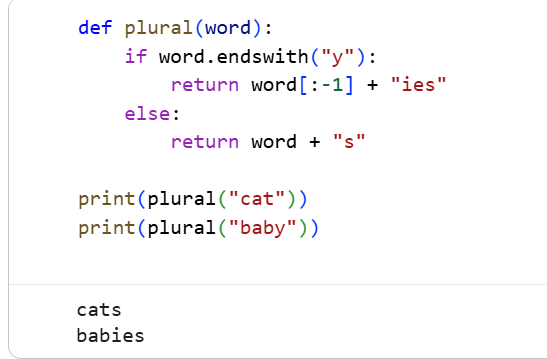 def plural(word):
    if word.endswith("y"):
        return word[:-1] + "ies"
    else:
        return word + "s"

print(plural("cat"))
print(plural("baby"))

cats
babies